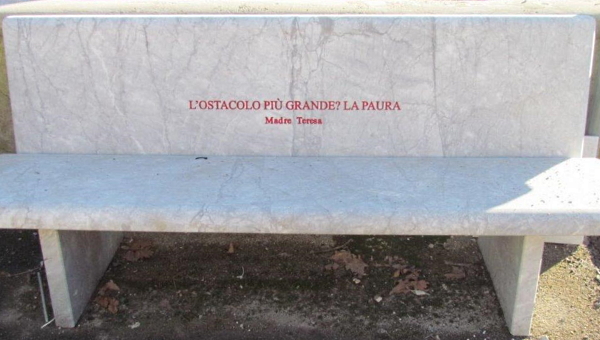 L'OSTACOLO PIÙ GRANDE? LA PAURA
Madre Teresa